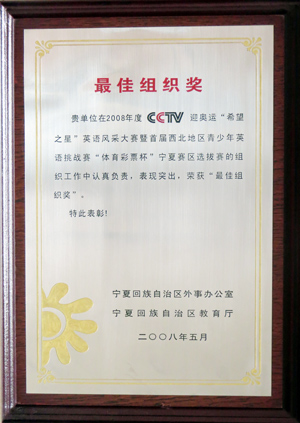 最佳组织奖
贵单位在2008年度 CCTV 迎奥运“希望
之星”英语风采大赛暨首届西北地区青少年英
语挑战赛“体育彩票杯”宁夏赛区选拔赛的组
织工作中认真负责，表现突出，荣获“最佳组
织奖”。
特此表彰！
宁夏回族自治区外事办公室
宁夏回族自治区教育厅
二〇〇八年五月